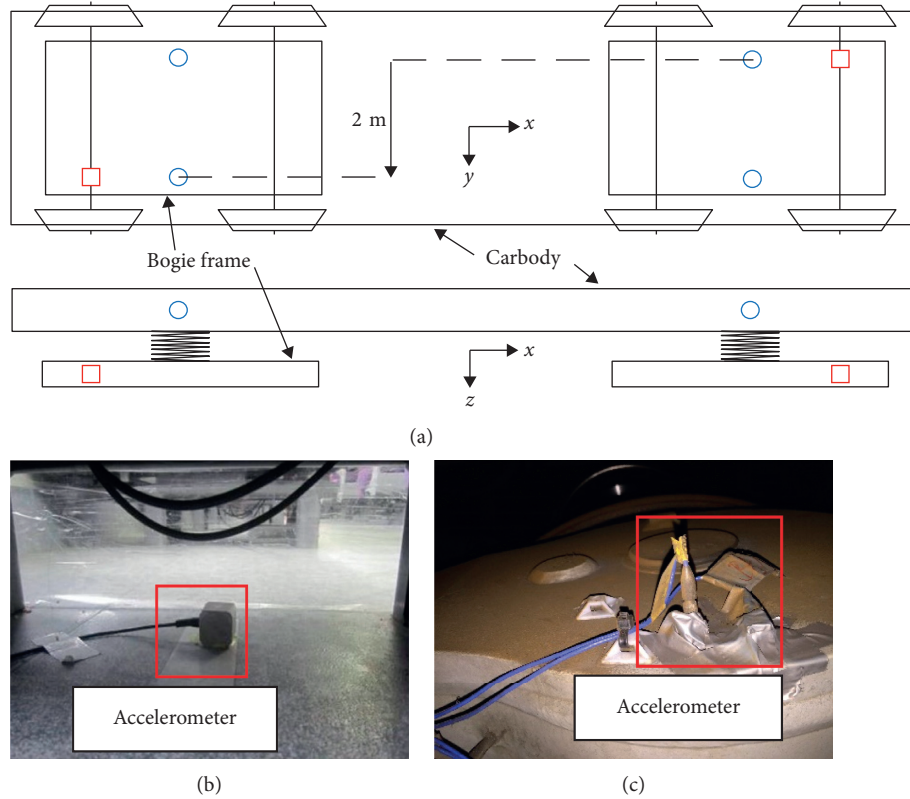 2 m
x
y
Bogie frame
Carbody
x
z
(a)
Accelerometer
Accelerometer
(b)
(c)